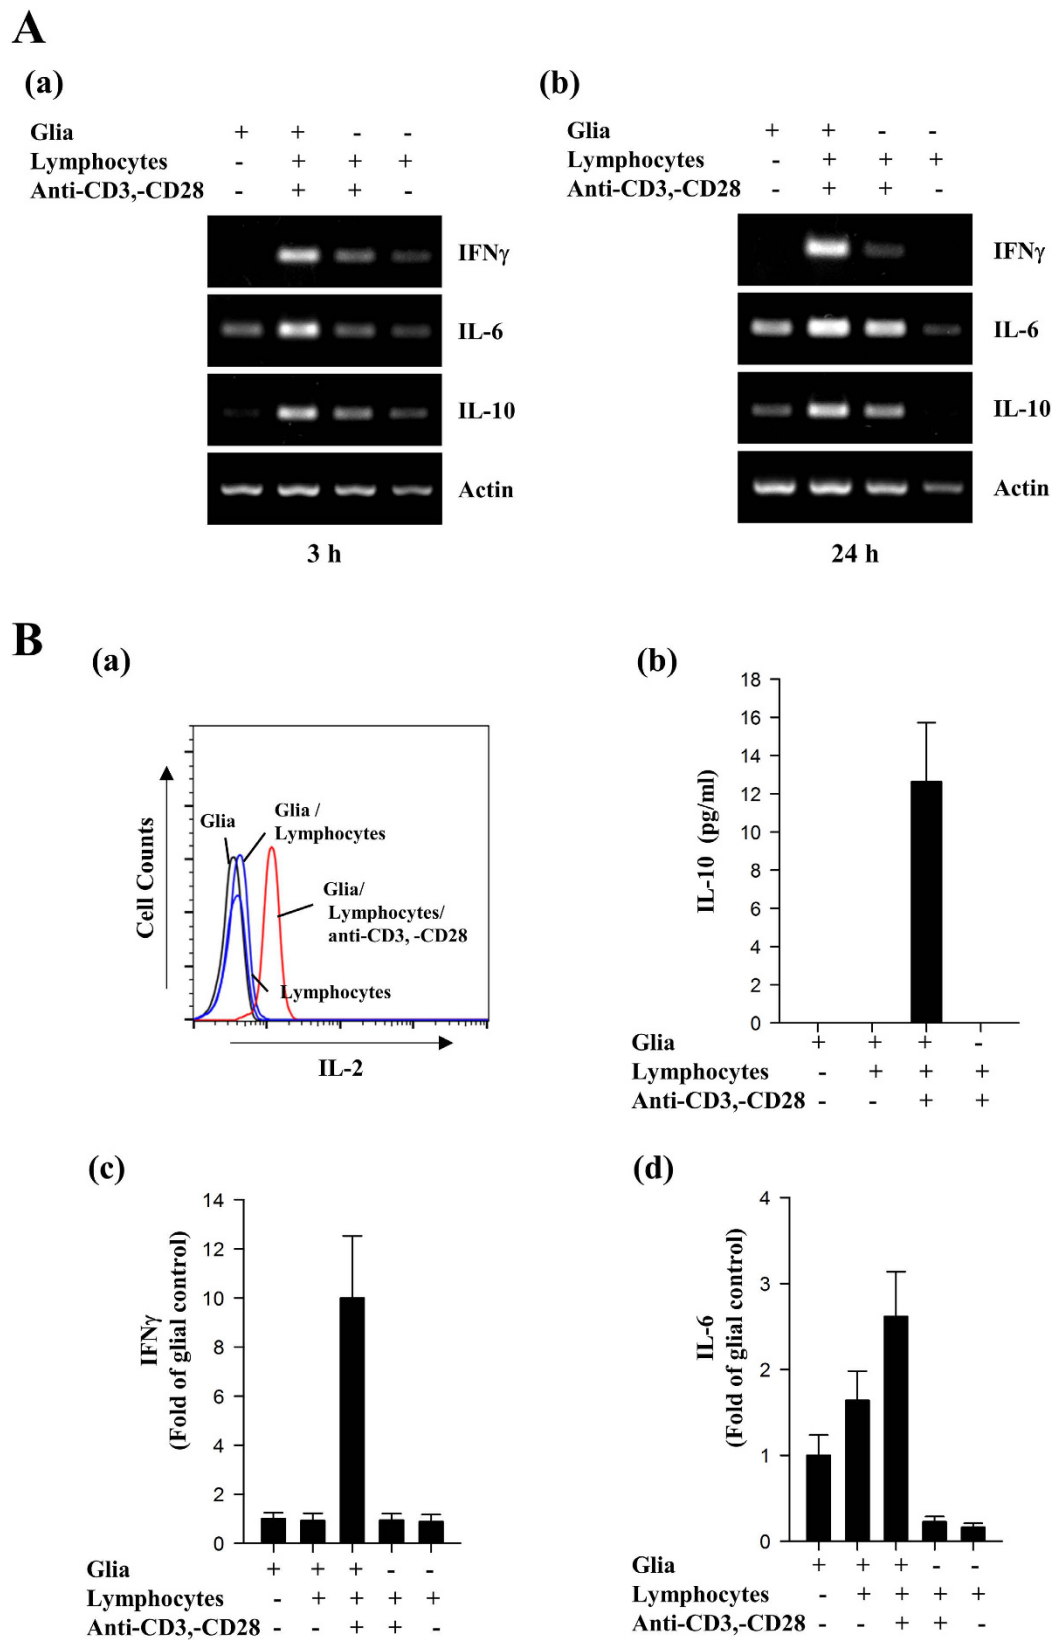 A
(a)
Glia + + - -
Lymphocytes - + + +
Anti-CD3,-CD28 - + + -
IFNγ
IL-6
IL-10
Actin
3 h
(b)
Glia + + - -
Lymphocytes - + + +
Anti-CD3,-CD28 - + + -
IFNγ
IL-6
IL-10
Actin
24 h
B
(a)
Cell Counts
Glia
Glia /
Lymphocytes
Glia/
Lymphocytes/
anti-CD3, -CD28
Lymphocytes
IL-2
(b)
IL-10 (pg/ml)
18
16
14
12
10
8
6
4
2
0
Glia + + + -
Lymphocytes - + + +
Anti-CD3,-CD28 - - + +
(c)
IFNγ
(Fold of glial control)
14
12
10
8
6
4
2
0
Glia + + + - -
Lymphocytes - + + + +
Anti-CD3,-CD28 - - + + -
(d)
IL-6
(Fold of glial control)
4
3
2
1
0
Glia + + + - -
Lymphocytes - + + + +
Anti-CD3,-CD28 - - + + -